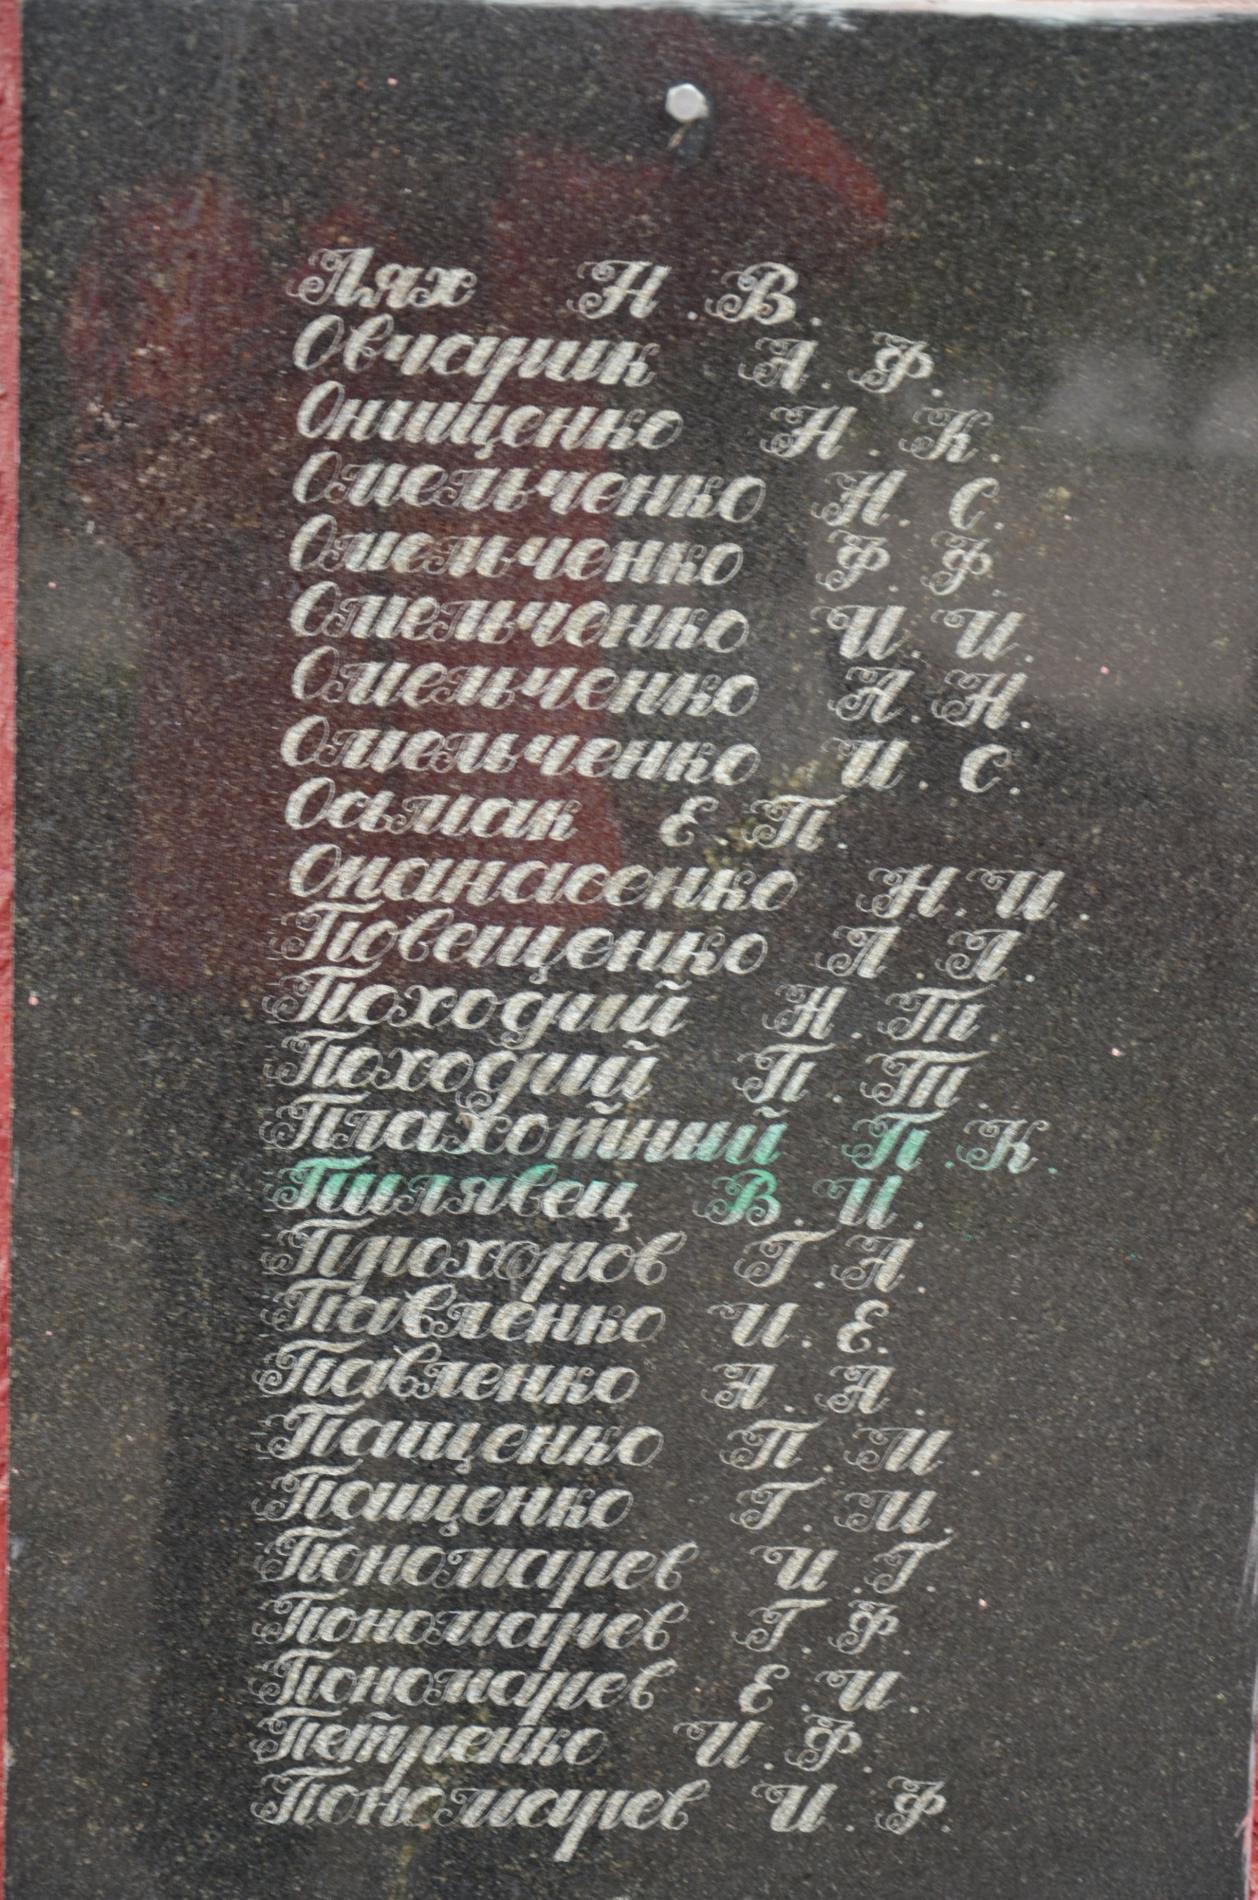 Лях Н.В.
Овчарик А.Ф.
Онищенко Н.К.
Омельченко Н.С.
Омельченко Ф.Ф.
Омельченко И.И.
Омельченко А.Н.
Омельченко И.С.
Осьмак Е.П.
Опанасенко Н.И.
Повещенко Л.Л.
Походий Н.Т.
Походий П.Т.
Плахотний П.К.
Пилявец В.И.
Прохоров Г.А.
Павленко И.Е.
Павленко А.А.
Пащенко П.М.
Пащенко Г.М.
Пономарев И.Г.
Пономарев Г.Ф.
Пономарев Е.И.
Петренко И.Ф.
Пономарев И.Ф.